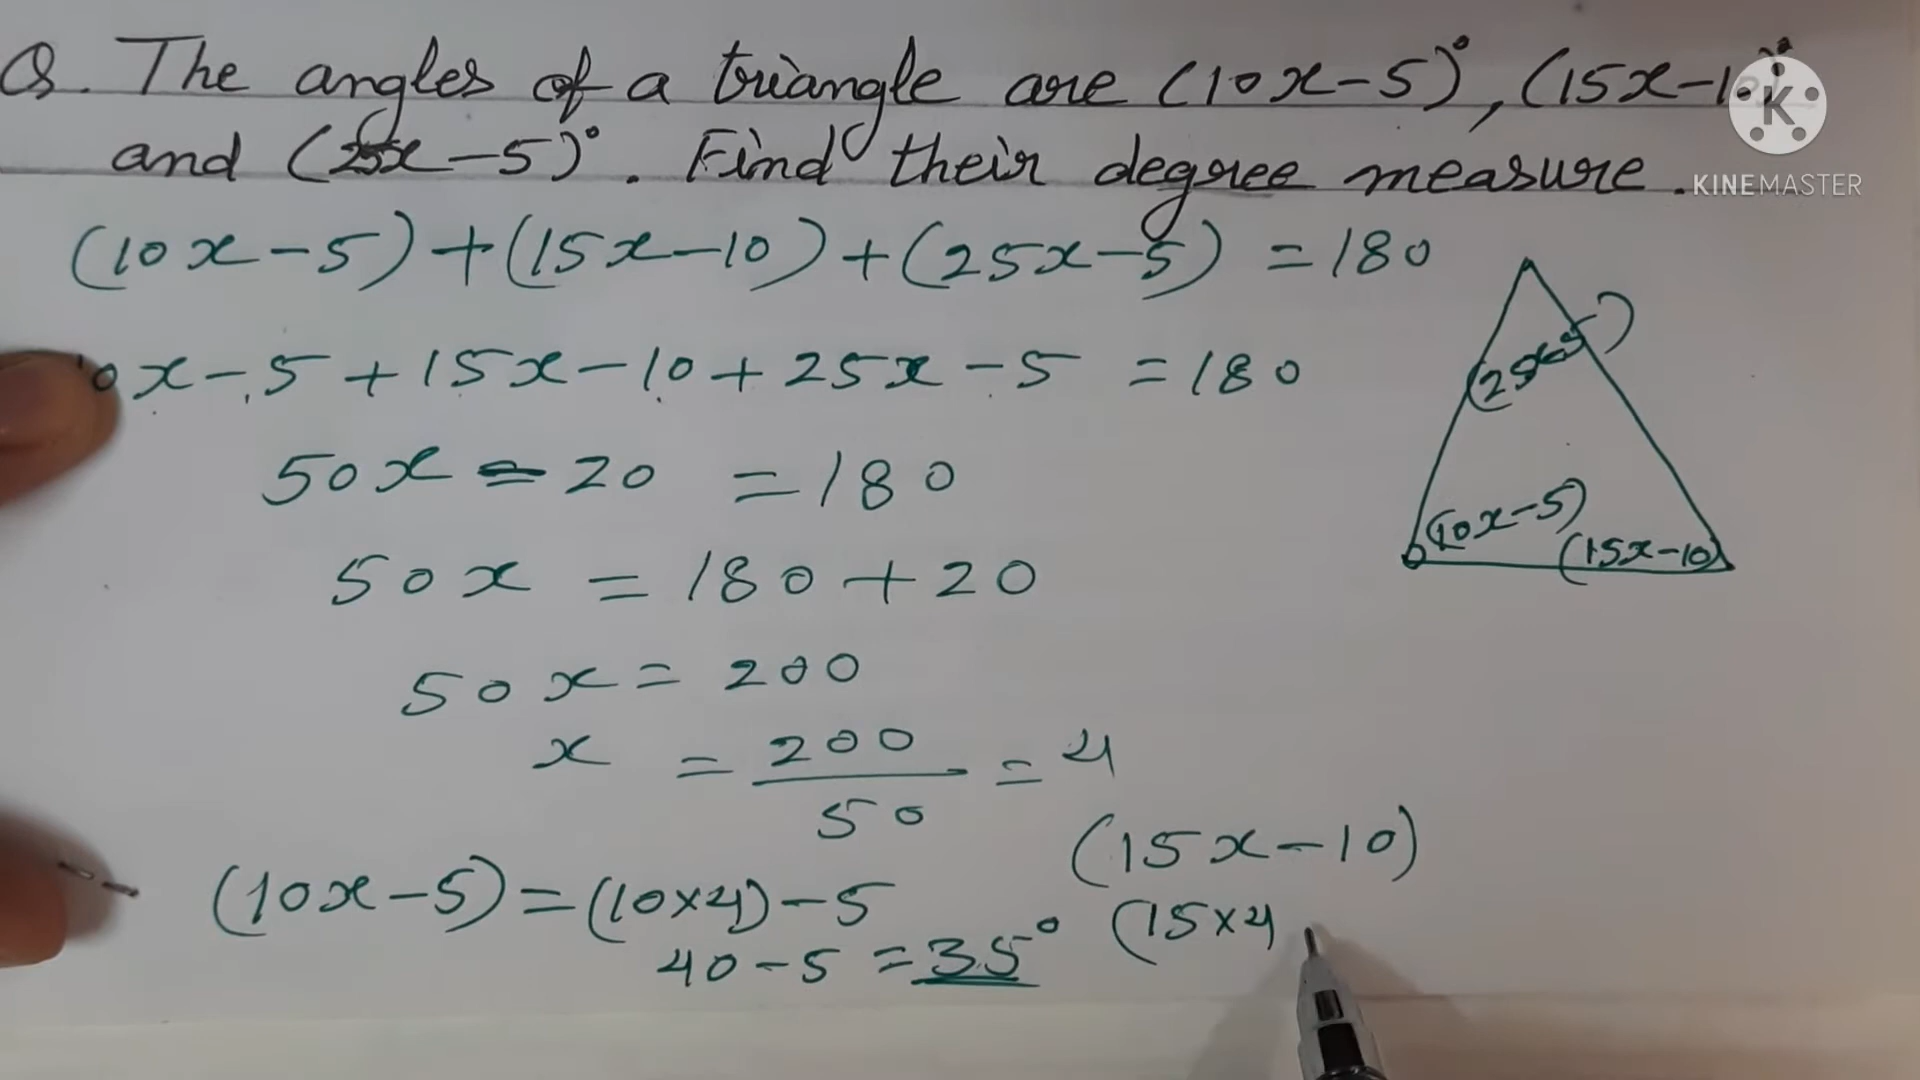 Q. The angles of a triangle are (10x-5)°, (15x-10)°
and (25x-5)°. Find their degree measure.
K
KINEMASTER
(10x-5)+(15x-10)+(25x-5) =180
0x-5+15x-10+25x-5 =180
50x-20 =180
50x = 180+20
50x = 200
x = 200/50 = 4
(10x-5)=(10×4)-5
40-5 =35°
(15x-10)
(15×4
(25x-5)
(10x-5)
(15x-10)